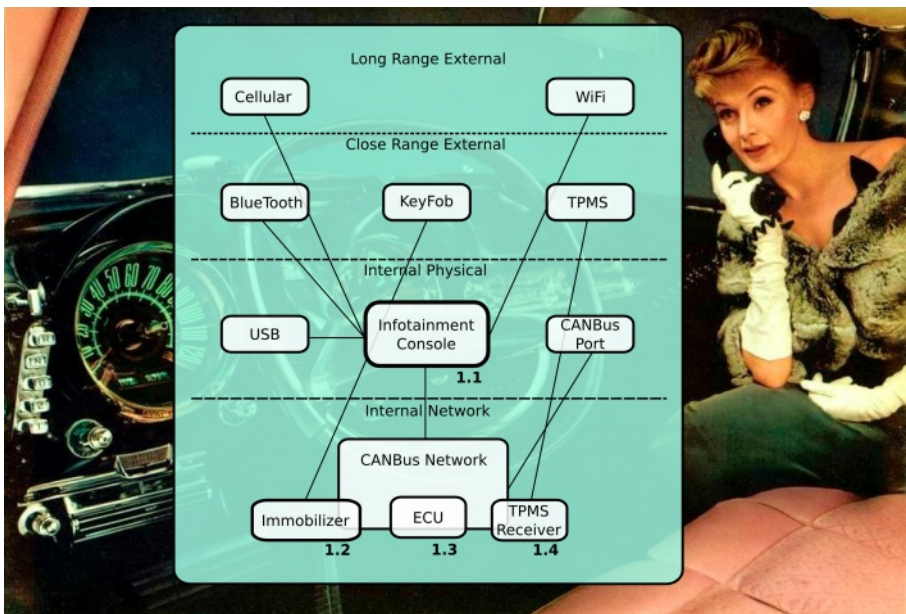 Long Range External
Cellular
WiFi
Close Range External
BlueTooth
KeyFob
TPMS
Internal Physical
USB
Infotainment
Console
CANBus
Port
1.1
Internal Network
CANBus Network
Immobilizer
ECU
TPMS
Receiver
1.2
1.3
1.4